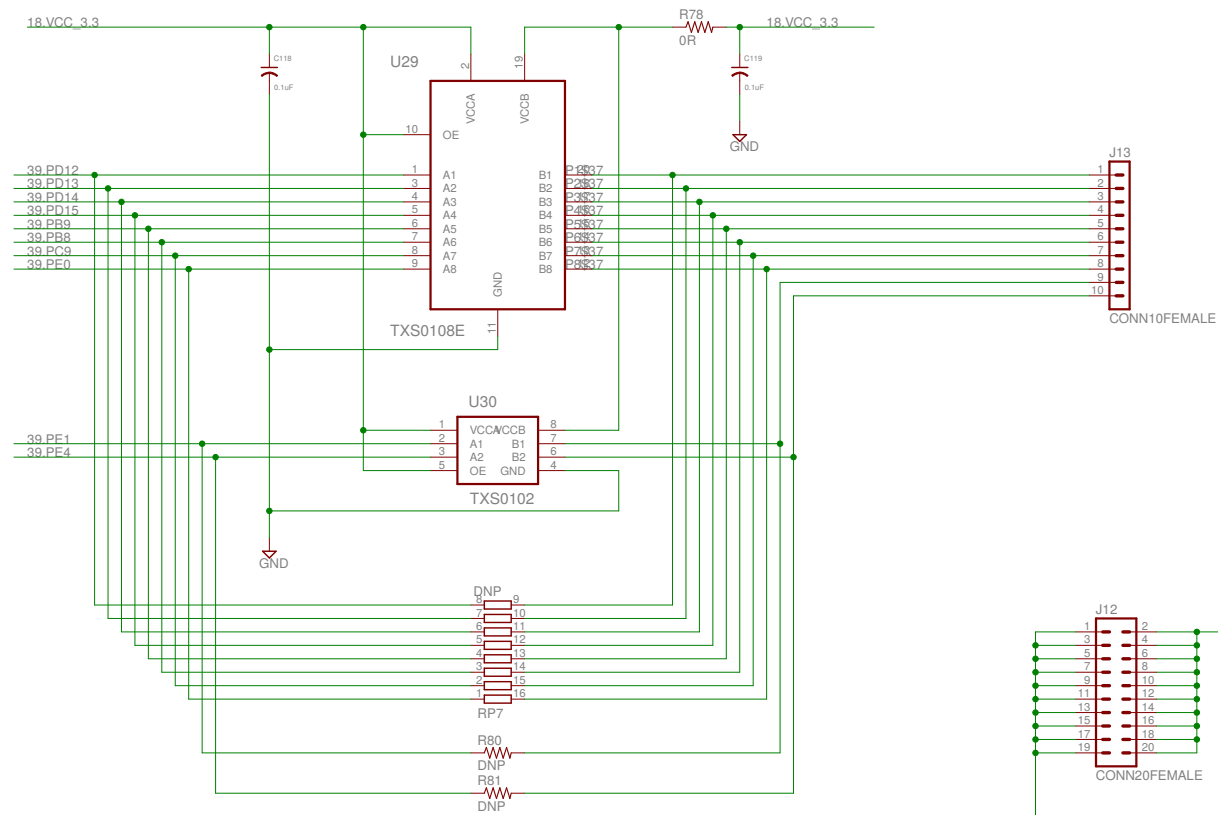 18.VCC_3.3
R78
18.VCC_3.3
0R
U29
C118
0.1uF
C119
0.1uF
2
19
VCCA
VCCB
GND
10
OE
J13
39.PD12
1
A1
B1
1
39.PD13
3
A2
B2
2
39.PD14
4
A3
B3
3
39.PD15
5
A4
B4
4
39.PB9
6
A5
B5
5
39.PB8
7
A6
B6
6
39.PC9
8
A7
B7
7
39.PE0
9
A8
B8
8
9
10
GND
11
TXS0108E
CONN10FEMALE
U30
1
VCCA
VCCB
8
39.PE1
2
A1
B1
7
39.PE4
3
A2
B2
6
5
OE
GND
4
TXS0102
GND
DNP
8
9
7
10
6
11
5
12
4
13
3
14
2
15
1
16
RP7
R80
DNP
R81
DNP
J12
1
2
3
4
5
6
7
8
9
10
11
12
13
14
15
16
17
18
19
20
CONN20FEMALE